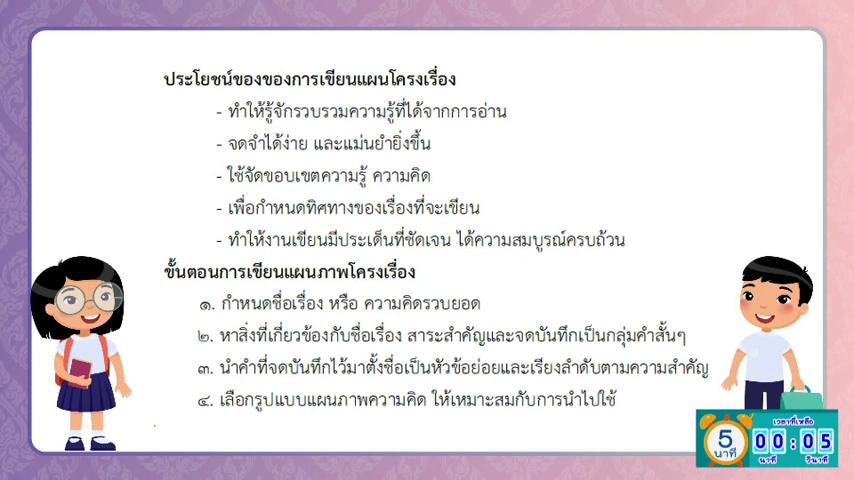 ประโยชน์ของของการเขียนแผนโครงเรื่อง
- ทำให้รู้จักรวบรวมความรู้ที่ได้จากการอ่าน
- จดจำได้ง่าย และแม่นยำยิ่งขึ้น
- ใช้จัดขอบเขตความรู้ ความคิด
- เพื่อกำหนดทิศทางของเรื่องที่จะเขียน
- ทำให้งานเขียนมีประเด็นที่ชัดเจน ได้ความสมบูรณ์ครบถ้วน
ขั้นตอนการเขียนแผนภาพโครงเรื่อง
๑. กำหนดชื่อเรื่อง หรือ ความคิดรวบยอด
๒. หาสิ่งที่เกี่ยวข้องกับชื่อเรื่อง สาระสำคัญและจดบันทึกเป็นกลุ่มคำสั้นๆ
๓. นำคำที่จดบันทึกไว้มาตั้งชื่อเป็นหัวข้อย่อยและเรียงลำดับตามความสำคัญ
๔. เลือกรูปแบบแผนภาพความคิด ให้เหมาะสมกับการนำไปใช้
เวลาที่เหลือ
5 00:05
นาที นาที วินาที